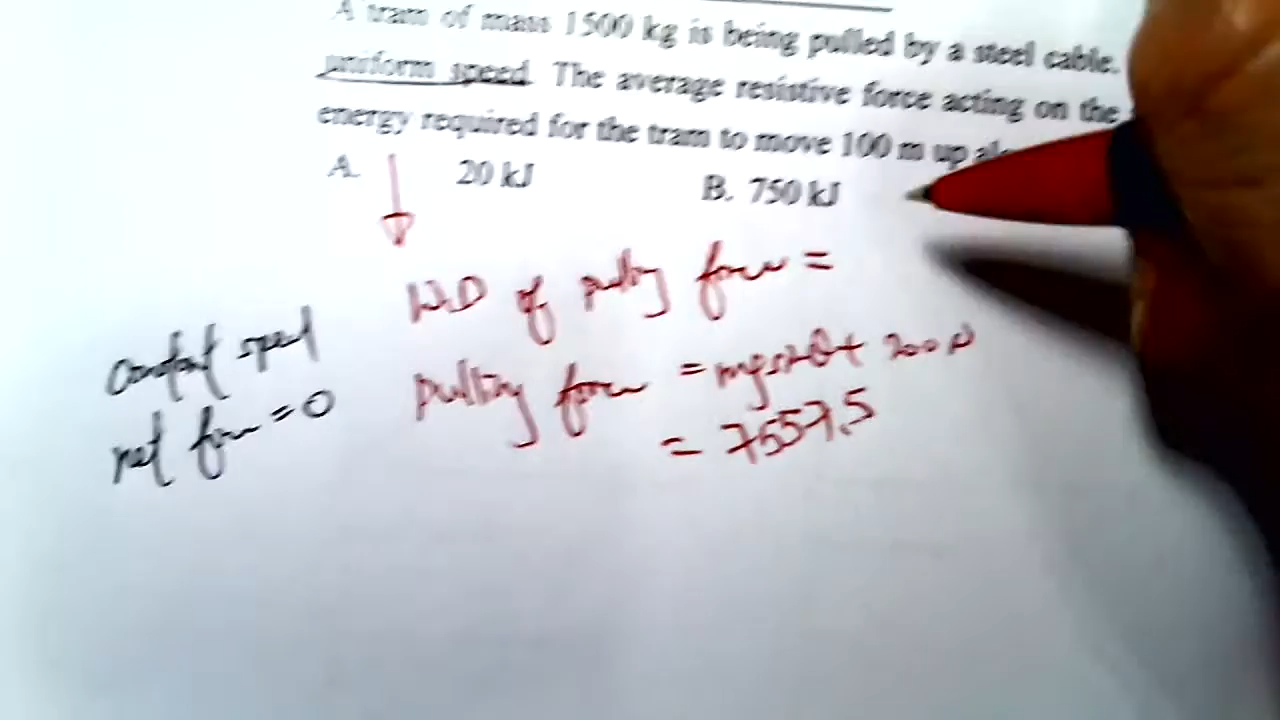 A tram of mass 1500 kg is being pulled by a steel cable.
uniform speed. The average resistive force acting on the
energy required for the tram to move 100 m up
A. 20 kJ B. 750 kJ
W.D of pulling force =
constant speed
pulling force = mg sinθ + 200 N
net force = 0
= 7557.5